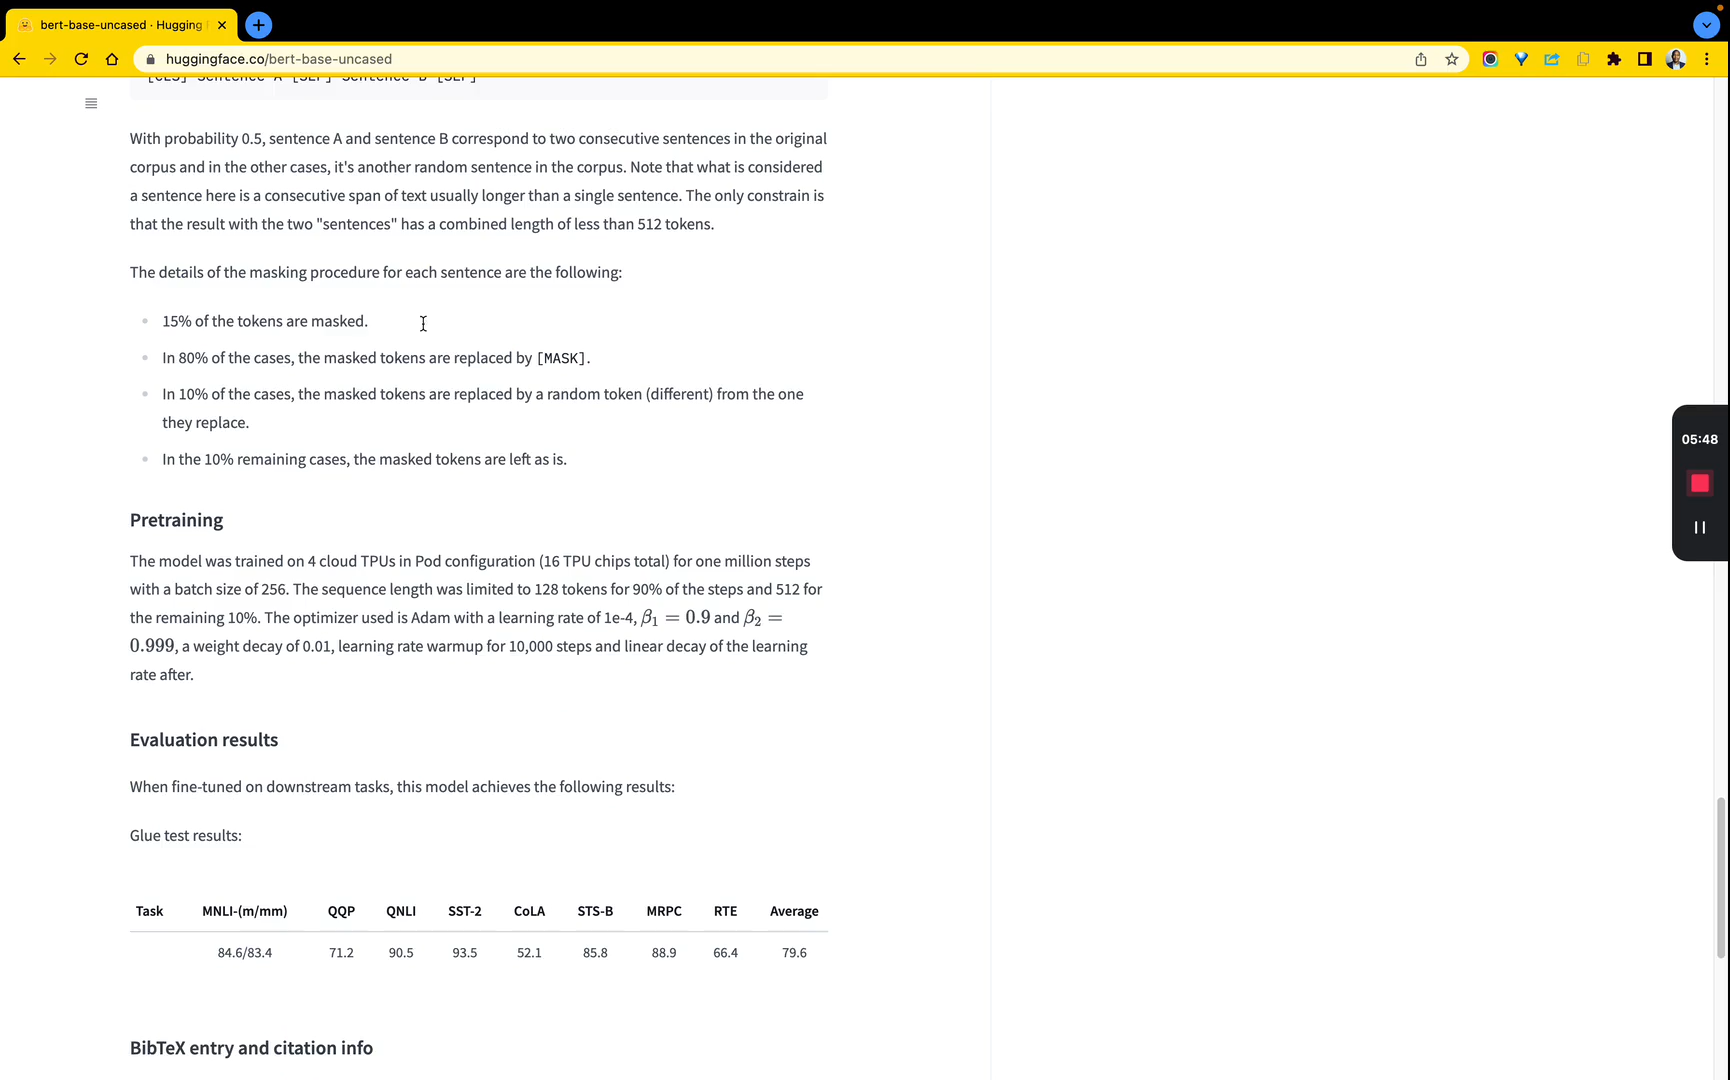 bert-base-uncased · Hugging
huggingface.co/bert-base-uncased
[CLS] Sentence A [SEP] Sentence B [SEP]
With probability 0.5, sentence A and sentence B correspond to two consecutive sentences in the original
corpus and in the other cases, it's another random sentence in the corpus. Note that what is considered
a sentence here is a consecutive span of text usually longer than a single sentence. The only constrain is
that the result with the two "sentences" has a combined length of less than 512 tokens.
The details of the masking procedure for each sentence are the following:
• 15% of the tokens are masked.
• In 80% of the cases, the masked tokens are replaced by [MASK].
• In 10% of the cases, the masked tokens are replaced by a random token (different) from the one
they replace.
• In the 10% remaining cases, the masked tokens are left as is.
05:48
Pretraining
The model was trained on 4 cloud TPUs in Pod configuration (16 TPU chips total) for one million steps
with a batch size of 256. The sequence length was limited to 128 tokens for 90% of the steps and 512 for
the remaining 10%. The optimizer used is Adam with a learning rate of 1e-4, β₁ = 0.9 and β₂ =
0.999, a weight decay of 0.01, learning rate warmup for 10,000 steps and linear decay of the learning
rate after.
Evaluation results
When fine-tuned on downstream tasks, this model achieves the following results:
Glue test results:
Task MNLI-(m/mm) QQP QNLI SST-2 CoLA STS-B MRPC RTE Average
84.6/83.4 71.2 90.5 93.5 52.1 85.8 88.9 66.4 79.6
BibTeX entry and citation info